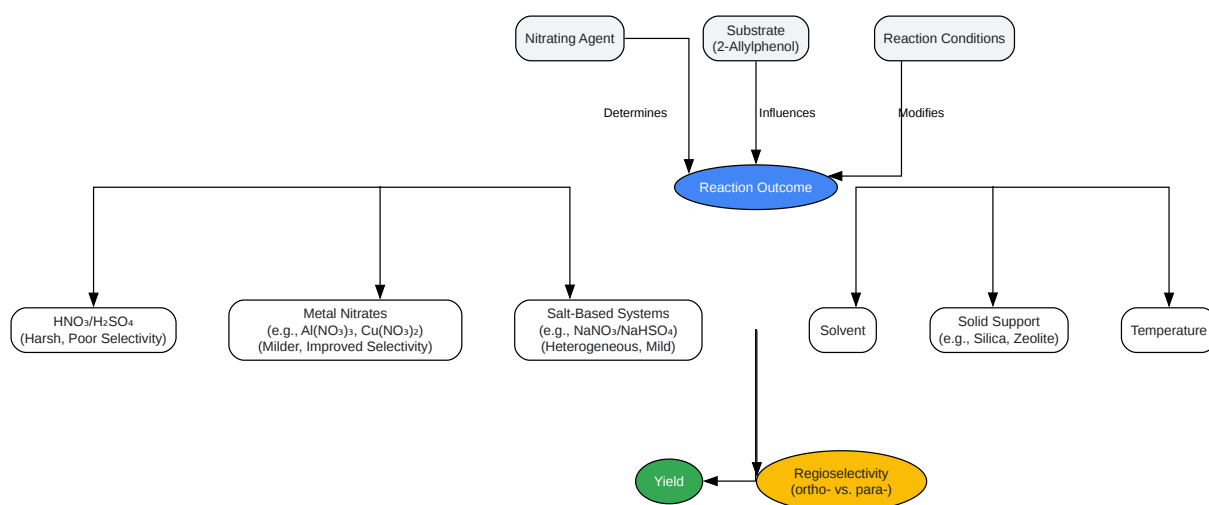 Nitrating Agent
Substrate
(2-Allylphenol)
Reaction Conditions
Determines
Influences
Modifies
Reaction Outcome
HNO₃/H₂SO₄
(Harsh, Poor Selectivity)
Metal Nitrates
(e.g., Al(NO₃)₃, Cu(NO₃)₂)
(Milder, Improved Selectivity)
Salt-Based Systems
(e.g., NaNO₃/NaHSO₄)
(Heterogeneous, Mild)
Solvent
Solid Support
(e.g., Silica, Zeolite)
Temperature
Yield
Regioselectivity
(ortho- vs. para-)